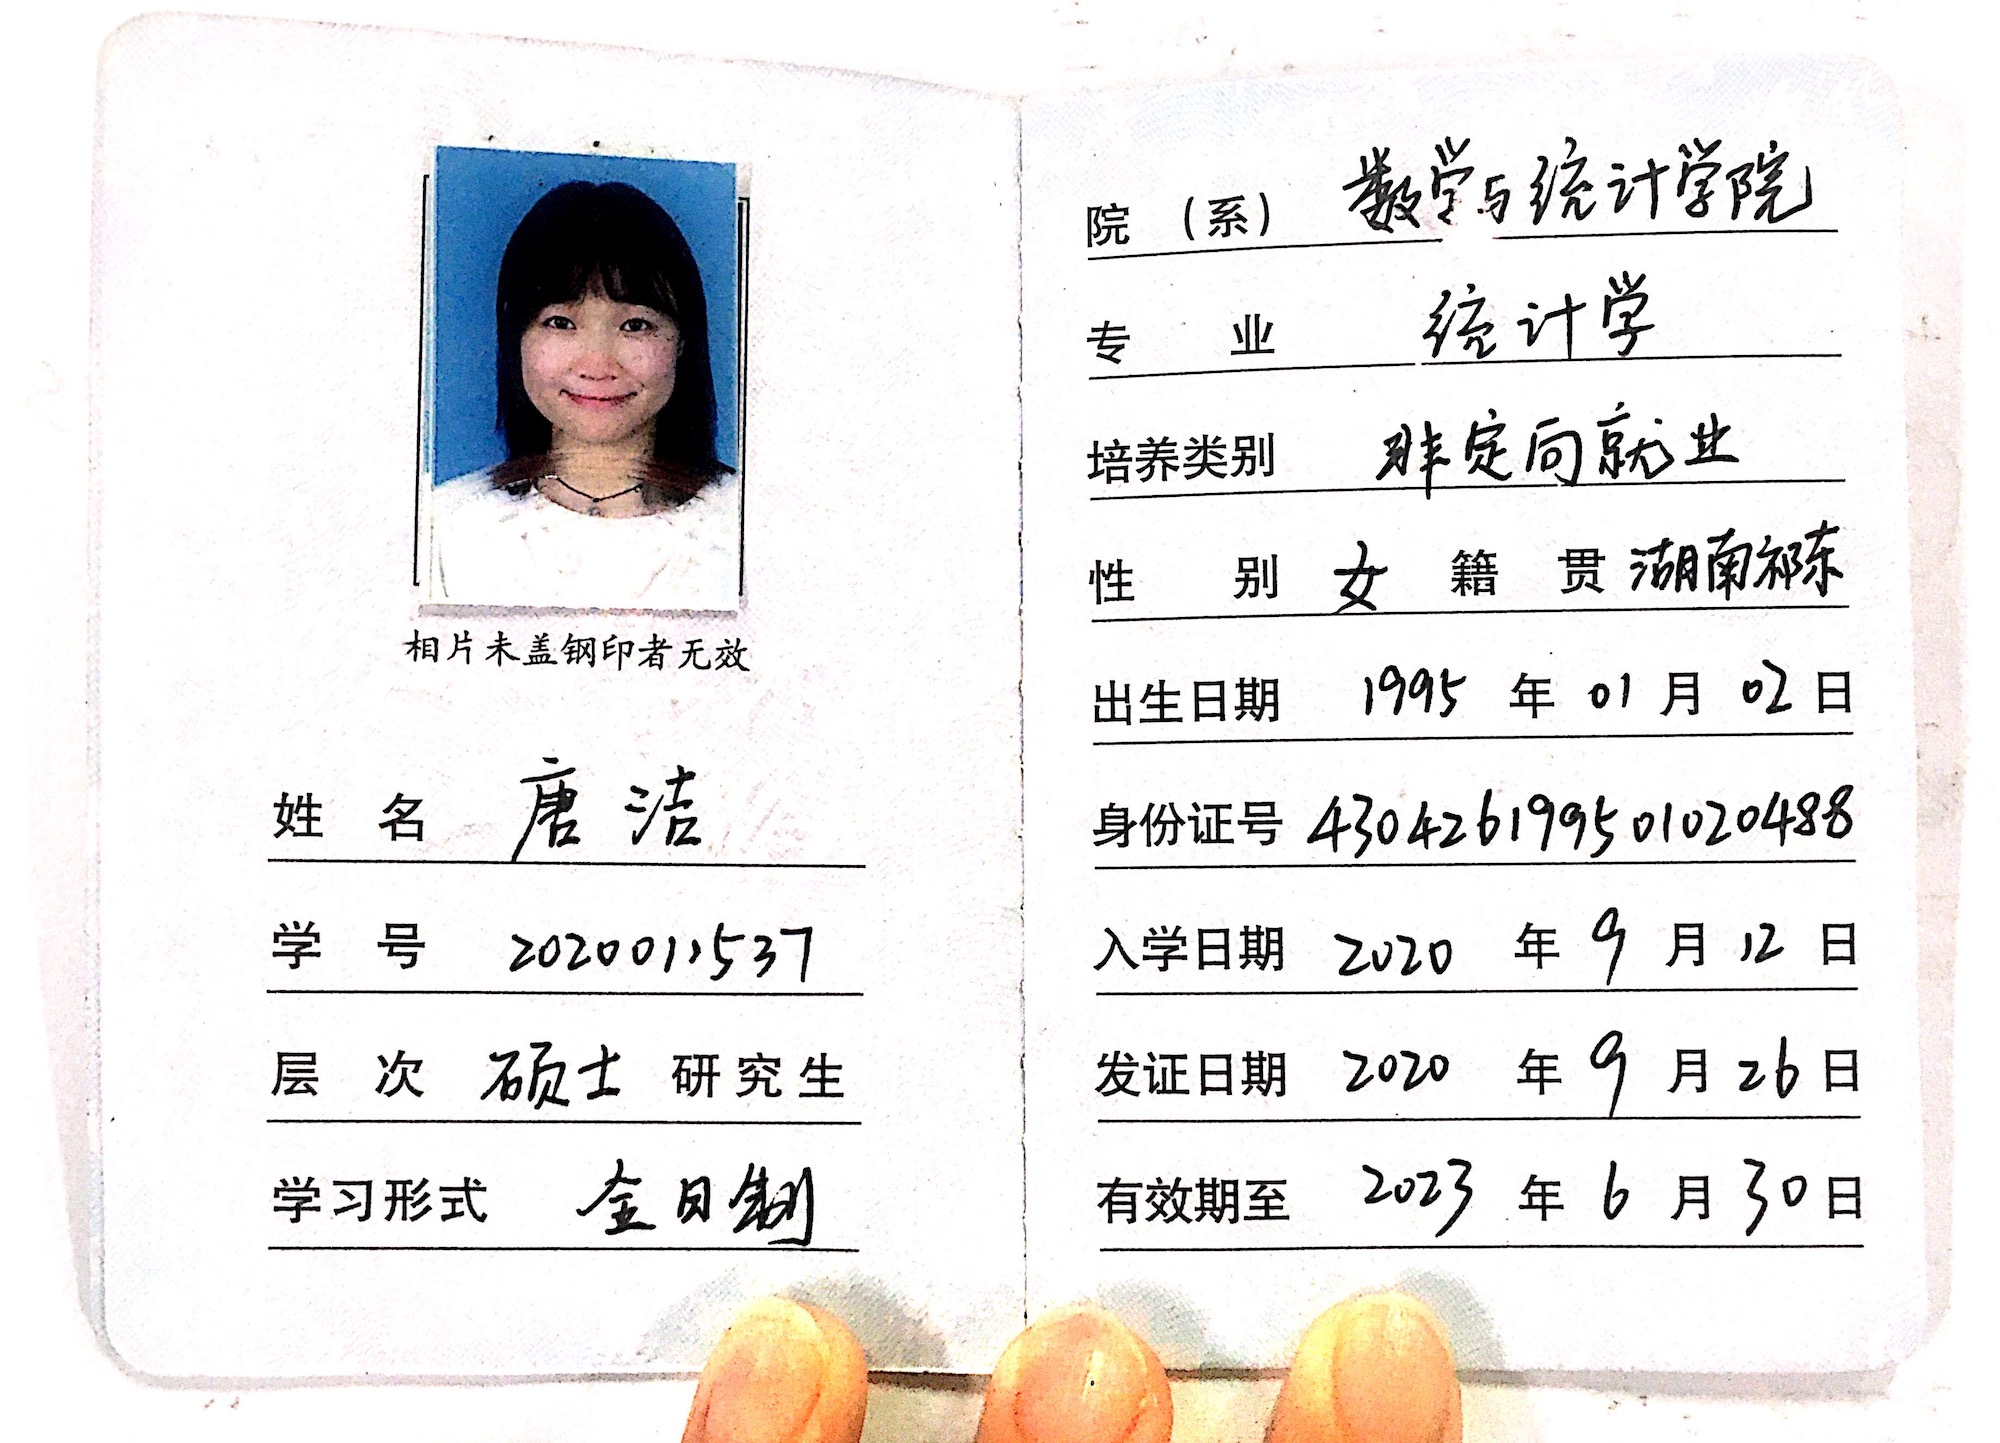 相片未盖钢印者无效
姓 名 唐洁
学 号 2020011537
层 次 硕士 研究生
学习形式 全日制
院 (系) 数学与统计学院
专 业 统计学
培养类别 非定向就业
性 别 女 籍 贯 湖南祁东
出生日期 1995 年 01 月 02 日
身份证号 430426199501020488
入学日期 2020 年 9 月 12 日
发证日期 2020 年 9 月 26 日
有效期至 2023 年 6 月 30 日